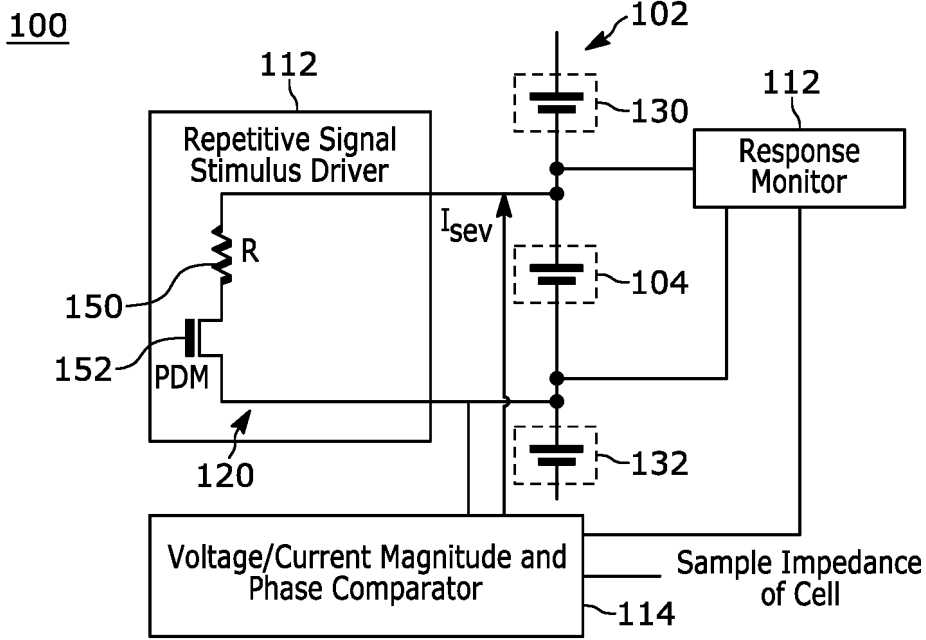 100
102
112
Repetitive Signal
Stimulus Driver
R
150
152
PDM
120
Isev
130
104
132
112
Response
Monitor
Voltage/Current Magnitude and
Phase Comparator
114
Sample Impedance
of Cell